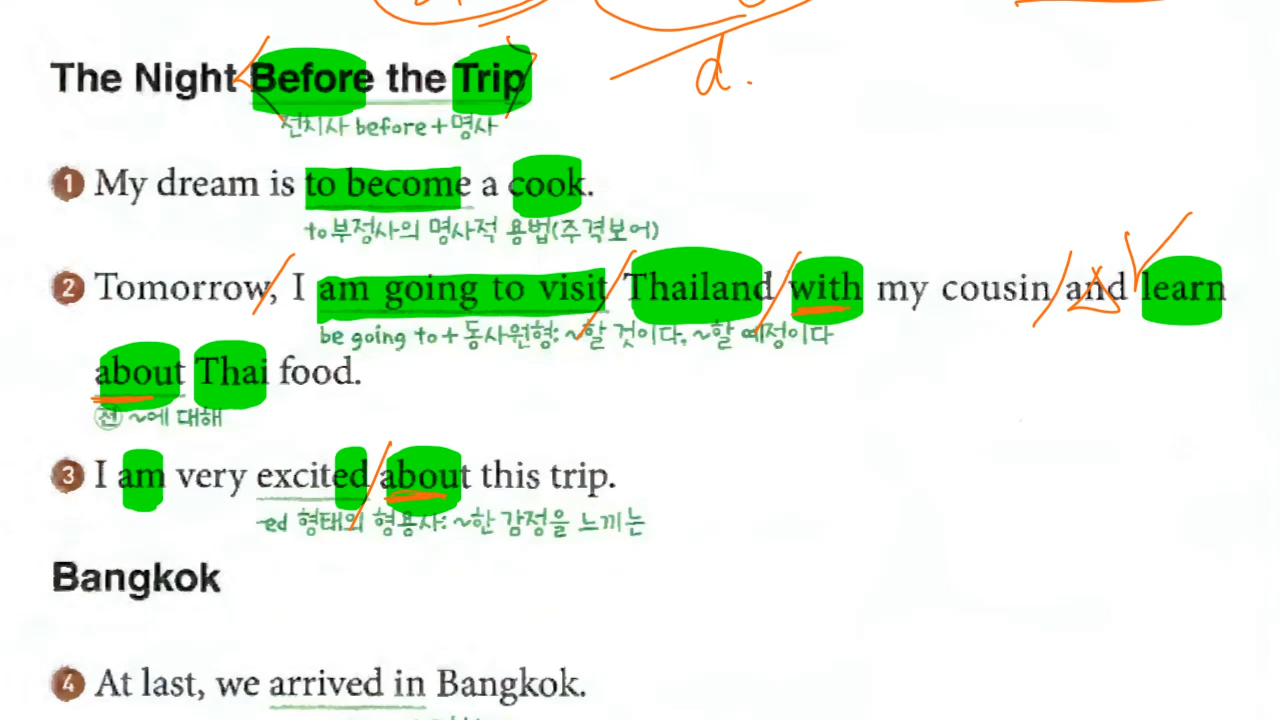 d.
The Night Before the Trip
전치사 before + 명사
1 My dream is to become a cook.
to부정사의 명사적 용법(주격보어)
2 Tomorrow, I am going to visit Thailand with my cousin and learn
be going to + 동사원형: ~할 것이다, ~할 예정이다
about Thai food.
전 ~에 대해
3 I am very excited about this trip.
-ed 형태의 형용사: ~한 감정을 느끼는
Bangkok
4 At last, we arrived in Bangkok.